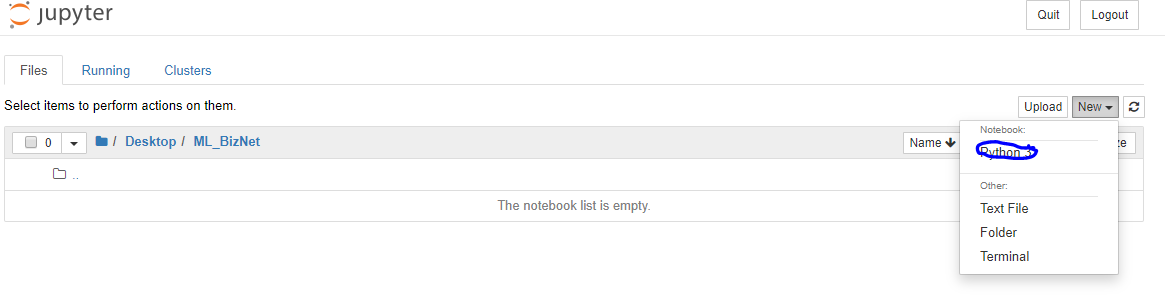 jupyter
Quit Logout
Files Running Clusters
Select items to perform actions on them.
Upload New
0 / Desktop / ML_BizNet
Name ze
..
The notebook list is empty.
Notebook:
Python 3
Other:
Text File
Folder
Terminal